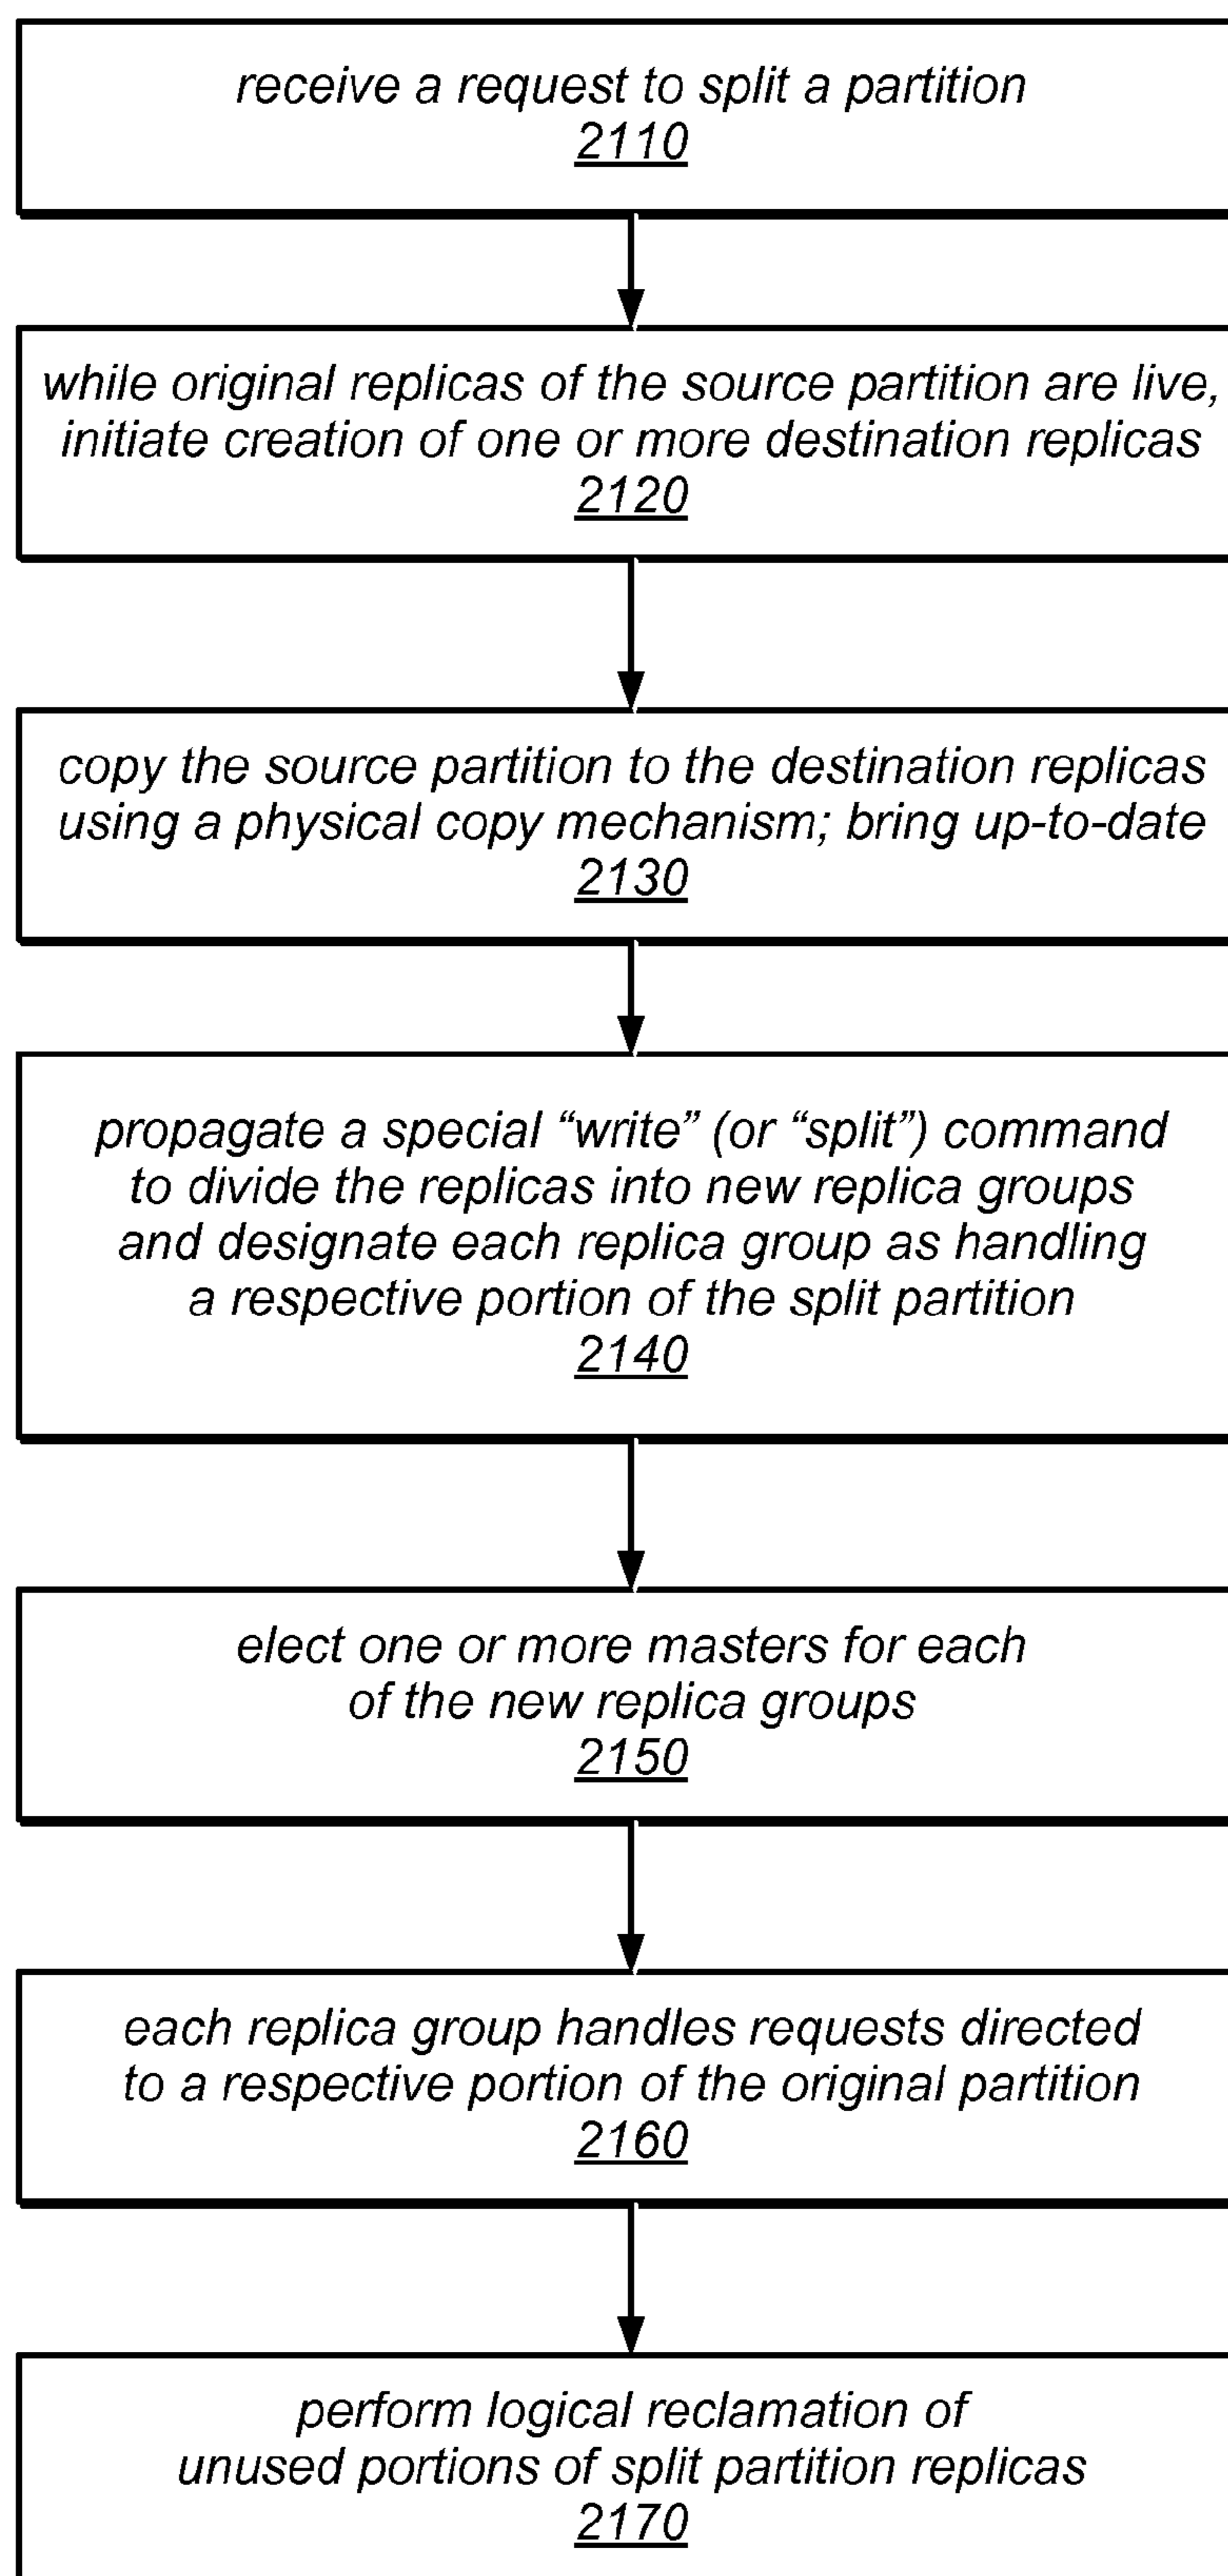 receive a request to split a partition
2110
while original replicas of the source partition are live,
initiate creation of one or more destination replicas
2120
copy the source partition to the destination replicas
using a physical copy mechanism; bring up-to-date
2130
propagate a special “write” (or “split”) command
to divide the replicas into new replica groups
and designate each replica group as handling
a respective portion of the split partition
2140
elect one or more masters for each
of the new replica groups
2150
each replica group handles requests directed
to a respective portion of the original partition
2160
perform logical reclamation of
unused portions of split partition replicas
2170